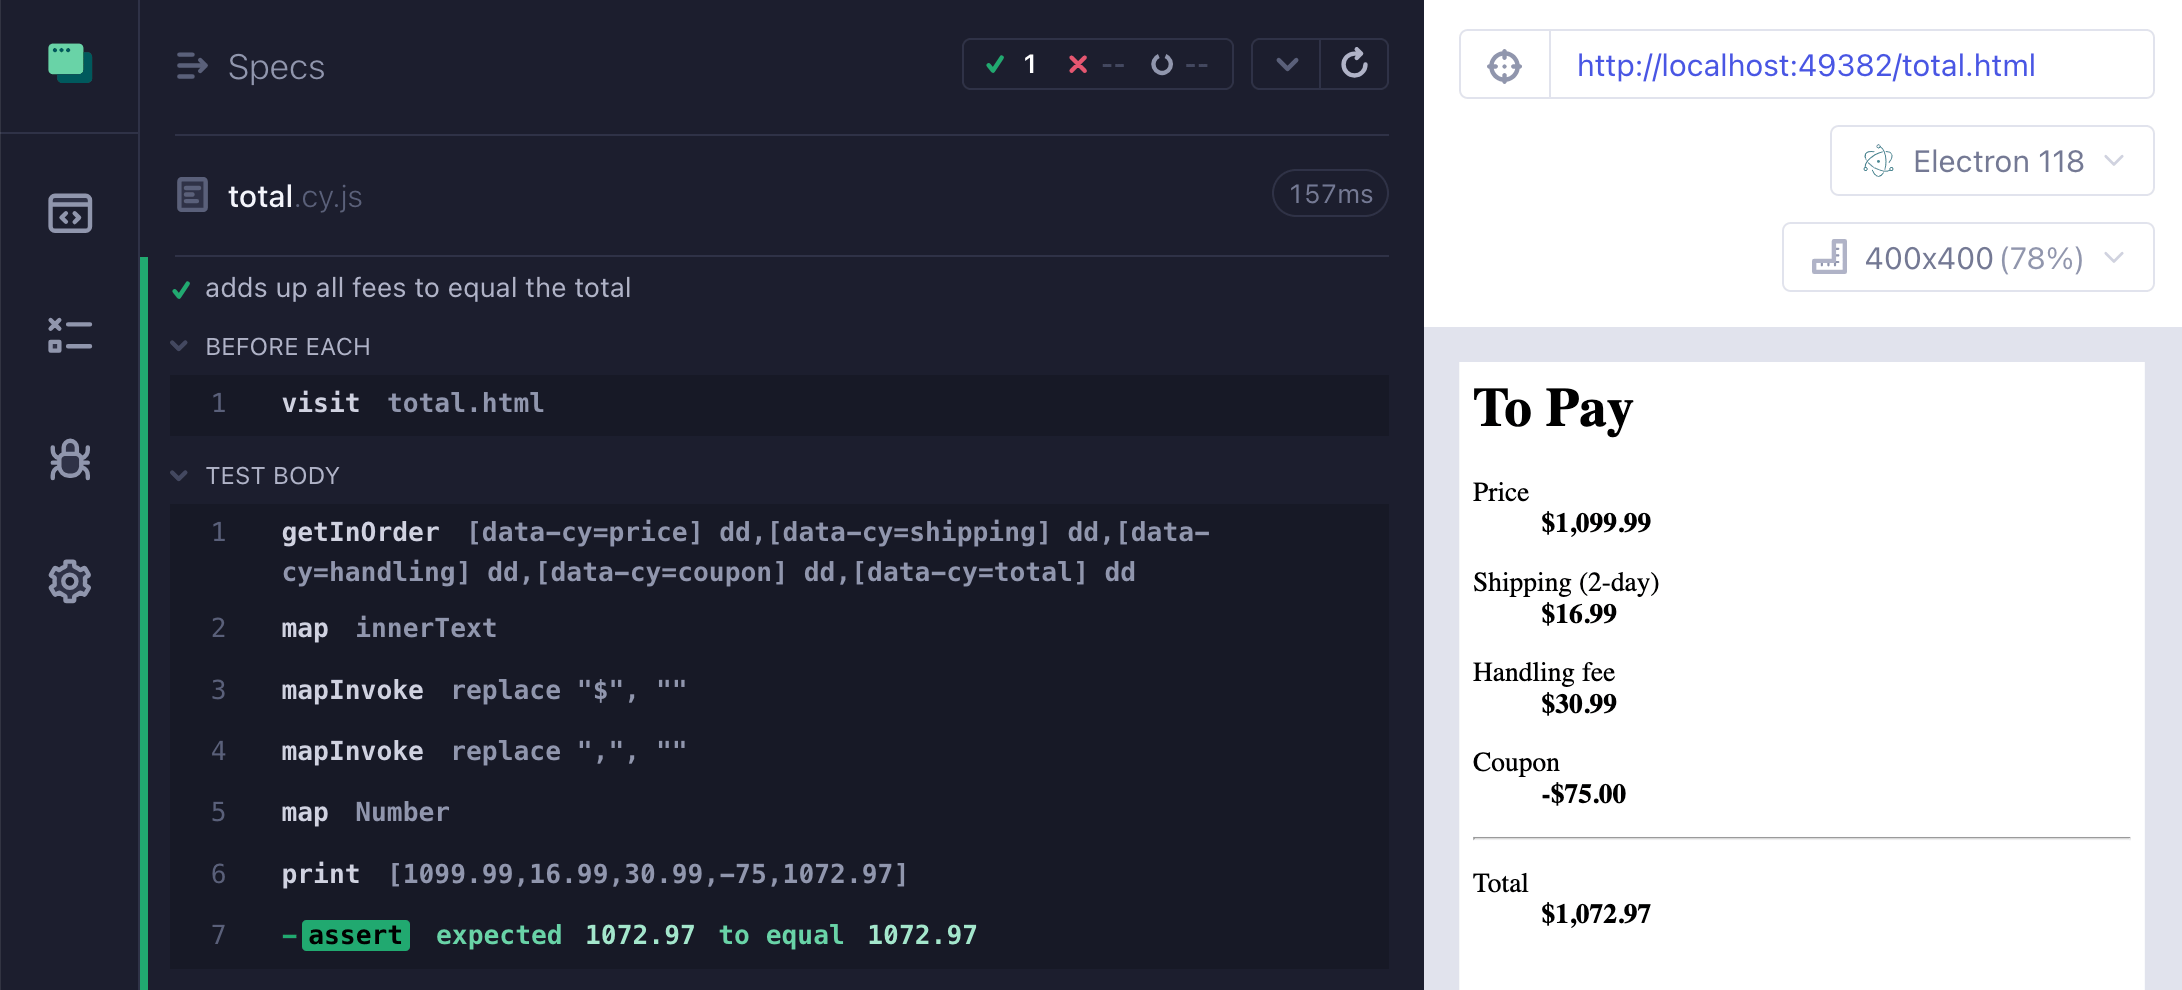 Specs
1 -- --
total.cy.js
157ms
adds up all fees to equal the total
BEFORE EACH
1 visit total.html
TEST BODY
1 getInOrder [data-cy=price] dd,[data-cy=shipping] dd,[data-
cy=handling] dd,[data-cy=coupon] dd,[data-cy=total] dd
2 map innerText
3 mapInvoke replace "$", ""
4 mapInvoke replace ",", ""
5 map Number
6 print [1099.99,16.99,30.99,-75,1072.97]
7 -assert expected 1072.97 to equal 1072.97
http://localhost:49382/total.html
Electron 118
400x400 (78%)
To Pay
Price
$1,099.99
Shipping (2-day)
$16.99
Handling fee
$30.99
Coupon
-$75.00
Total
$1,072.97